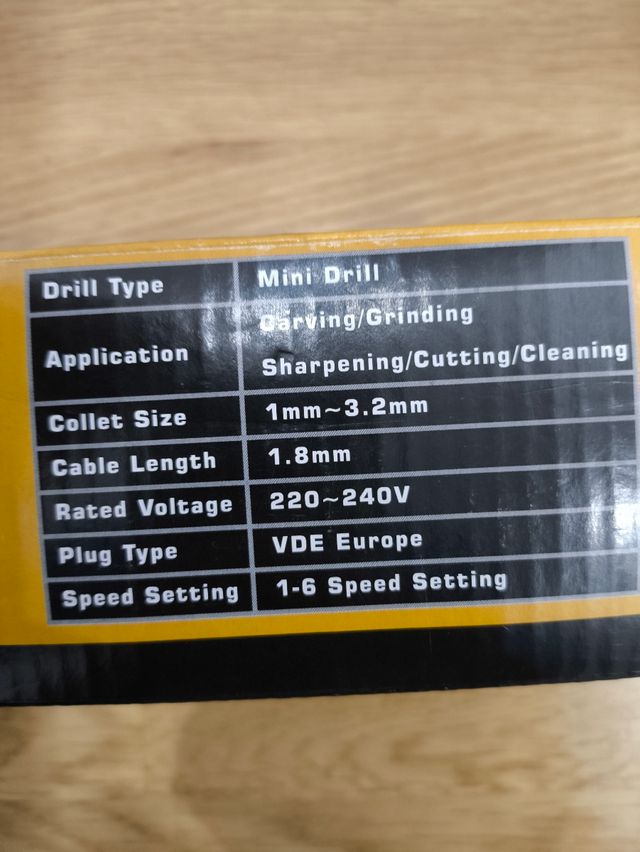 Drill Type Mini Drill
Application Carving/Grinding
Sharpening/Cutting/Cleaning
Collet Size 1mm~3.2mm
Cable Length 1.8mm
Rated Voltage 220~240V
Plug Type VDE Europe
Speed Setting 1-6 Speed Setting